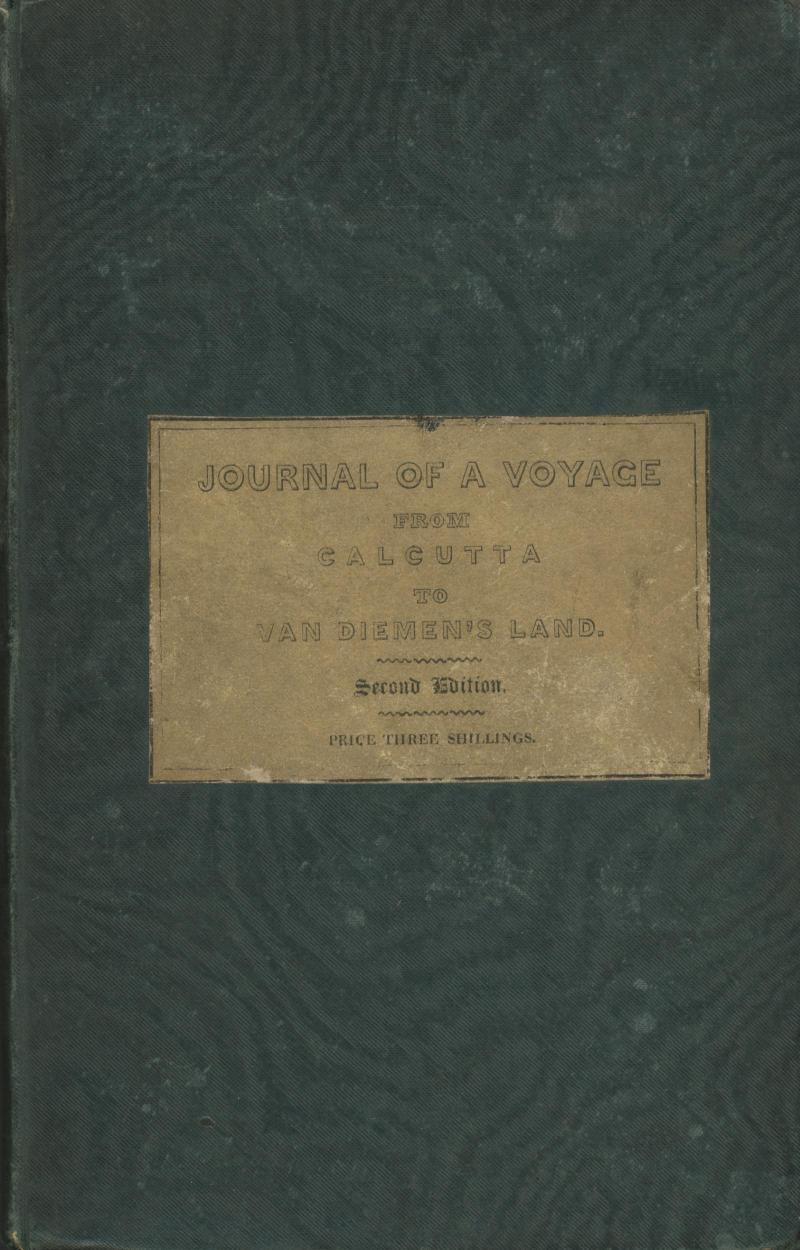 JOURNAL OF A VOYAGE
FROM
CALCUTTA
TO
VAN DIEMEN'S LAND.
Second Edition.
PRICE THREE SHILLINGS.